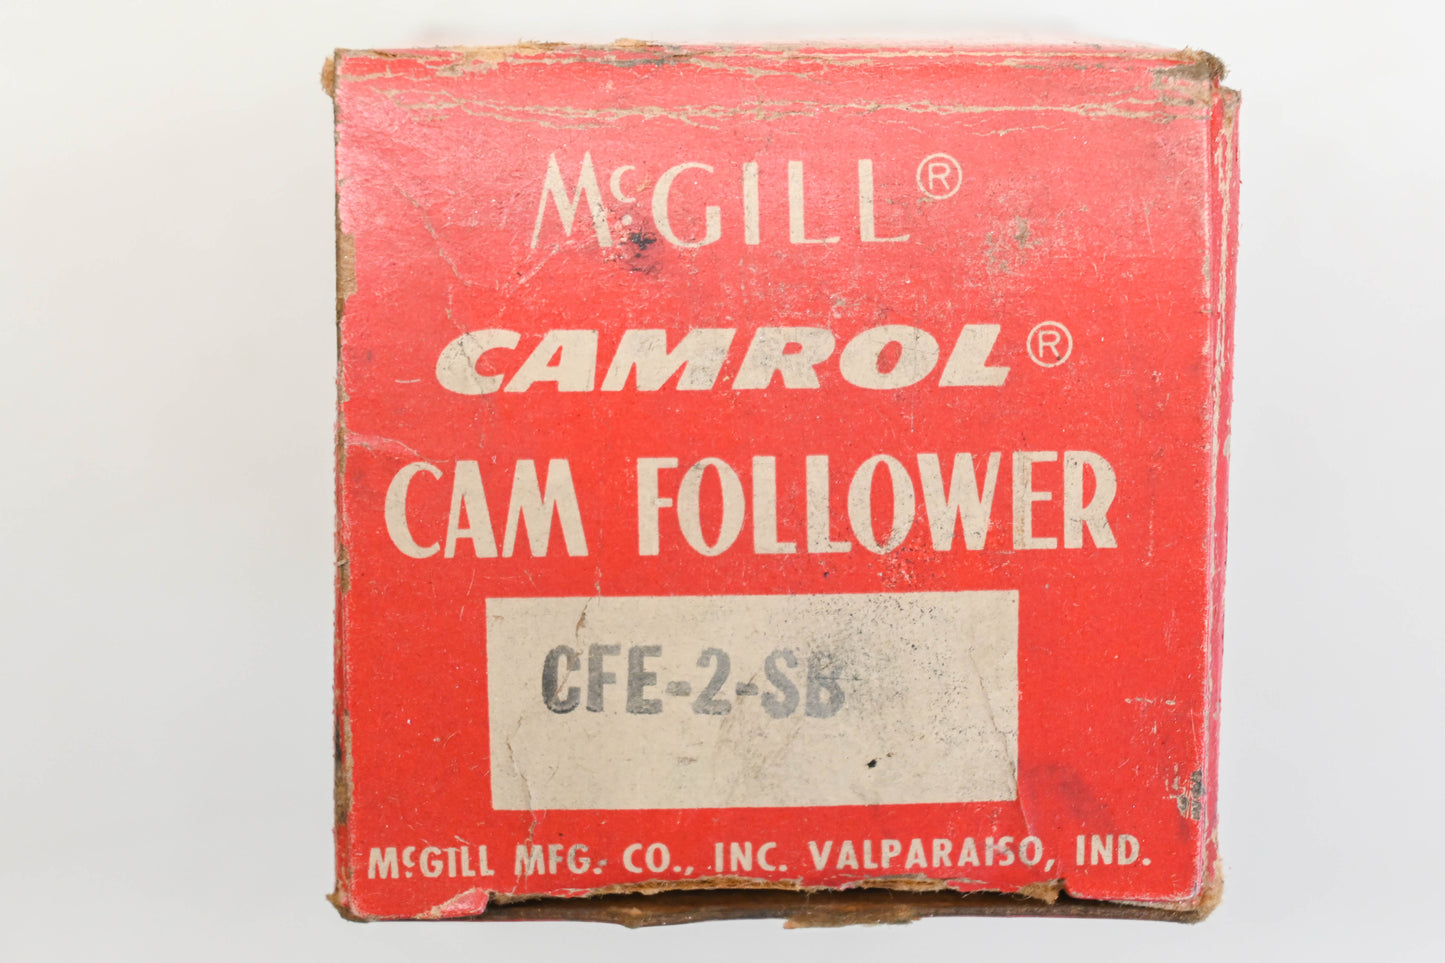 McGILL®
CAMROL®
CAM FOLLOWER
CFE-2-SB
McGILL MFG. CO., INC. VALPARAISO, IND.